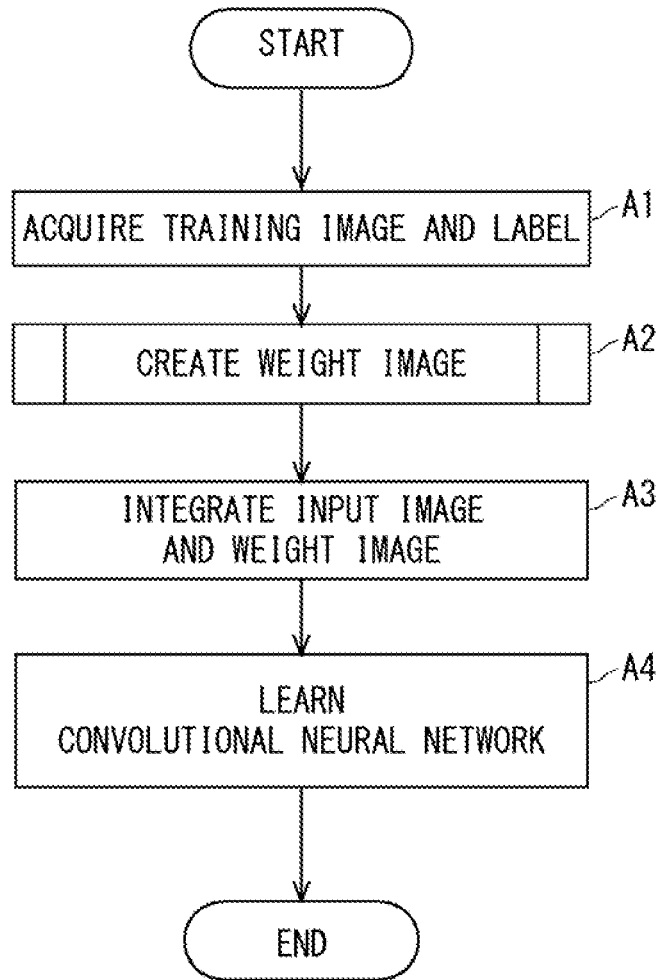 START
ACQUIRE TRAINING IMAGE AND LABEL
A1
CREATE WEIGHT IMAGE
A2
INTEGRATE INPUT IMAGE
AND WEIGHT IMAGE
A3
LEARN
CONVOLUTIONAL NEURAL NETWORK
A4
END